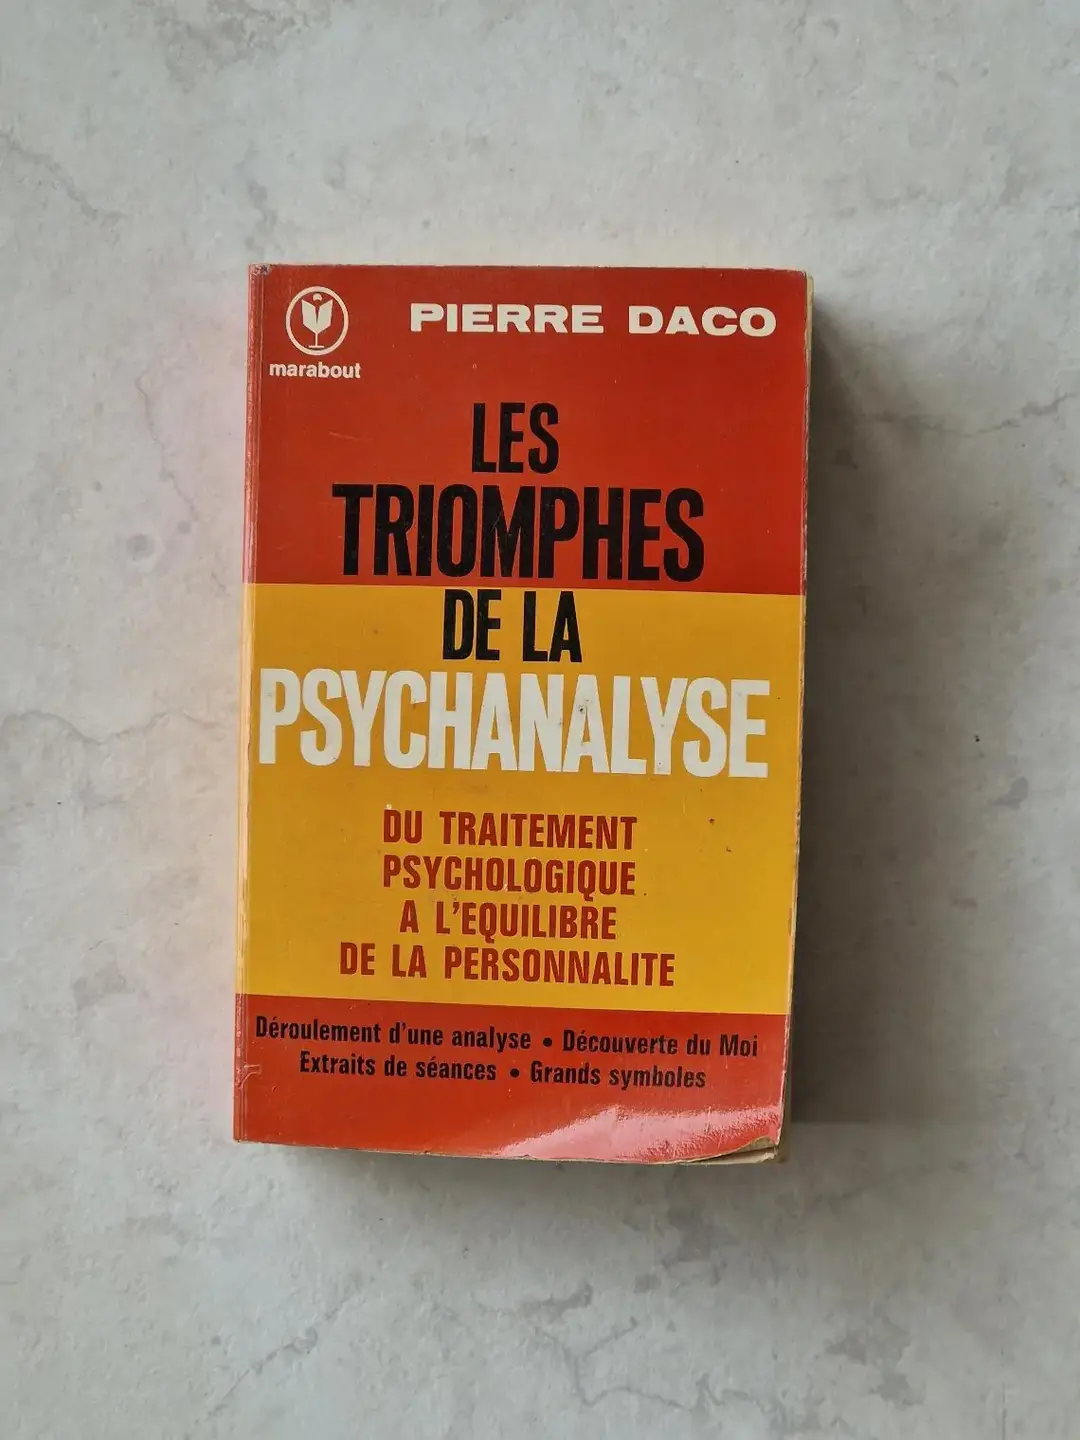 PIERRE DACO
marabout
LES
TRIOMPHES
DE LA
PSYCHANALYSE
DU TRAITEMENT
PSYCHOLOGIQUE
A L'EQUILIBRE
DE LA PERSONNALITE
Déroulement d'une analyse • Découverte du Moi
Extraits de séances • Grands symboles